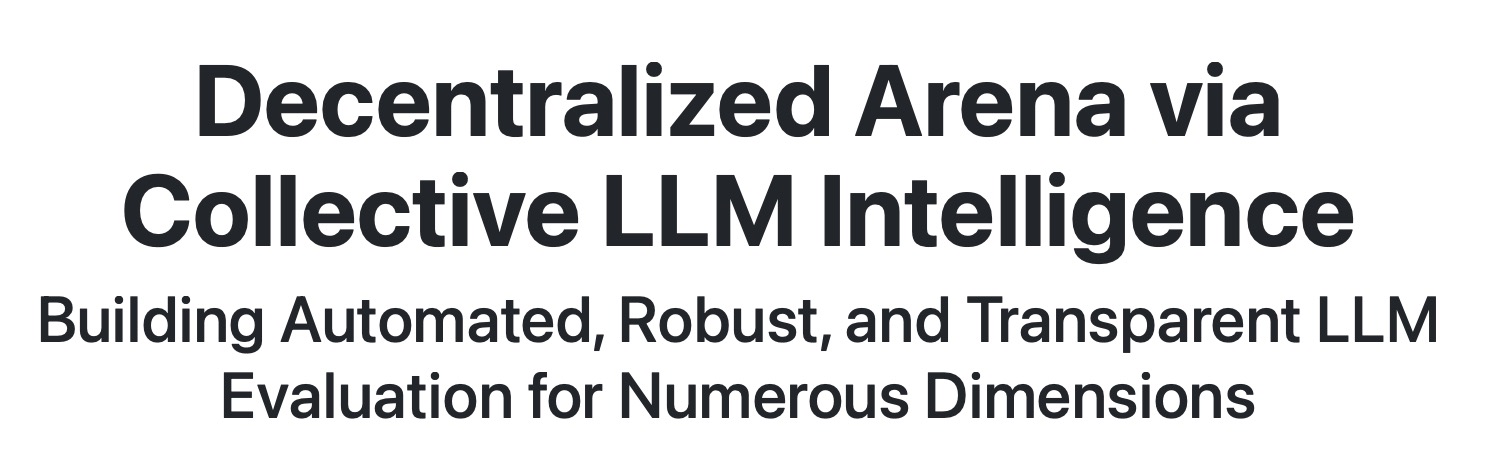 Decentralized Arena via
Collective LLM Intelligence
Building Automated, Robust, and Transparent LLM
Evaluation for Numerous Dimensions